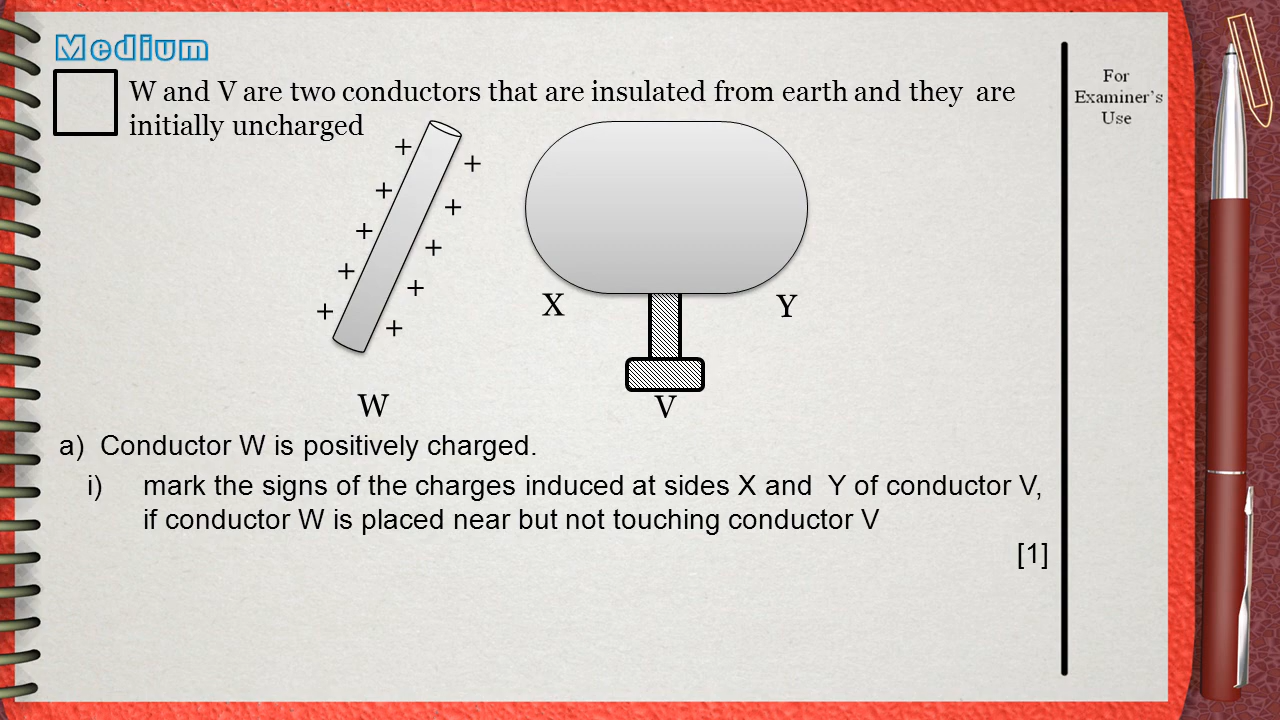 Medium
W and V are two conductors that are insulated from earth and they are
initially uncharged
For
Examiner's
Use
+ +
+ +
+ +
+ +
+ +
X Y
W V
a) Conductor W is positively charged.
i) mark the signs of the charges induced at sides X and Y of conductor V,
if conductor W is placed near but not touching conductor V
[1]